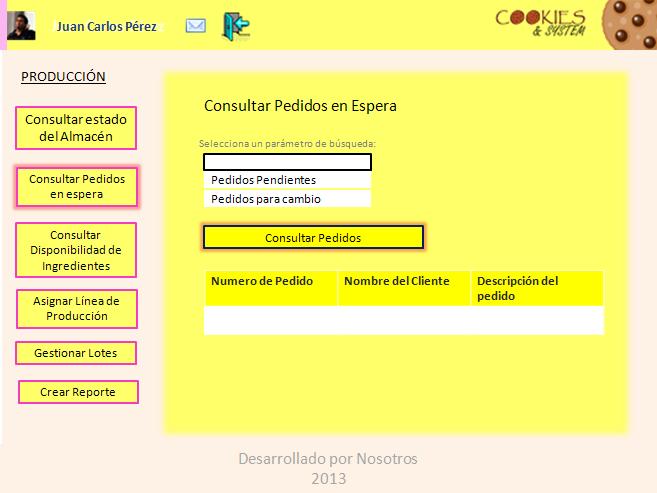 Juan Carlos Pérez
COOKIES
& SYSTEM
PRODUCCIÓN
Consultar estado
del Almacén
Consultar Pedidos
en espera
Consultar
Disponibilidad de
Ingredientes
Asignar Línea de
Producción
Gestionar Lotes
Crear Reporte
Consultar Pedidos en Espera
Selecciona un parámetro de búsqueda:
Pedidos Pendientes
Pedidos para cambio
Consultar Pedidos
Numero de Pedido
Nombre del Cliente
Descripción del
pedido
Desarrollado por Nosotros
2013